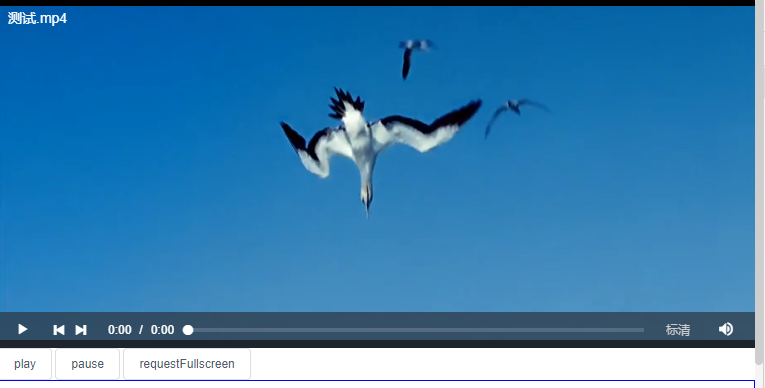 测试.mp4
0:00 / 0:00 标清
play pause requestFullscreen